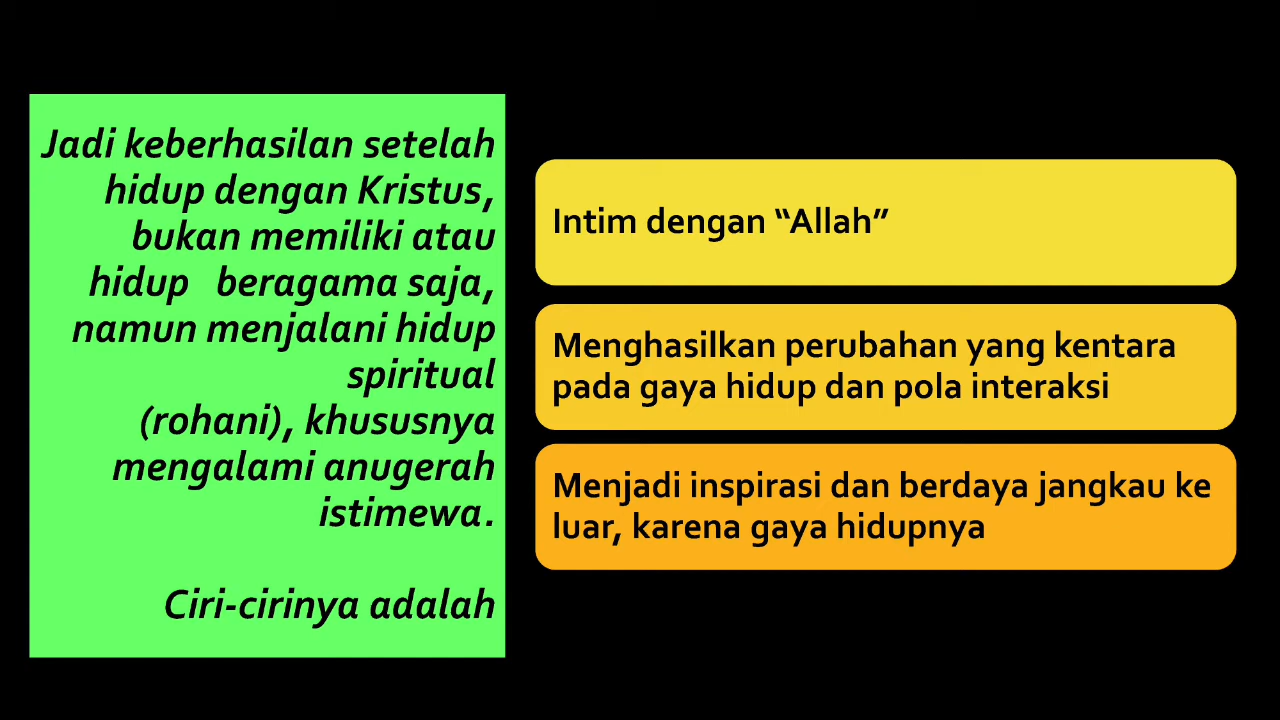 Jadi keberhasilan setelah
hidup dengan Kristus,
bukan memiliki atau
hidup   beragama saja,
namun menjalani hidup
spiritual
(rohani), khususnya
mengalami anugerah
istimewa.
Ciri-cirinya adalah
Intim dengan “Allah”
Menghasilkan perubahan yang kentara
pada gaya hidup dan pola interaksi
Menjadi inspirasi dan berdaya jangkau ke
luar, karena gaya hidupnya